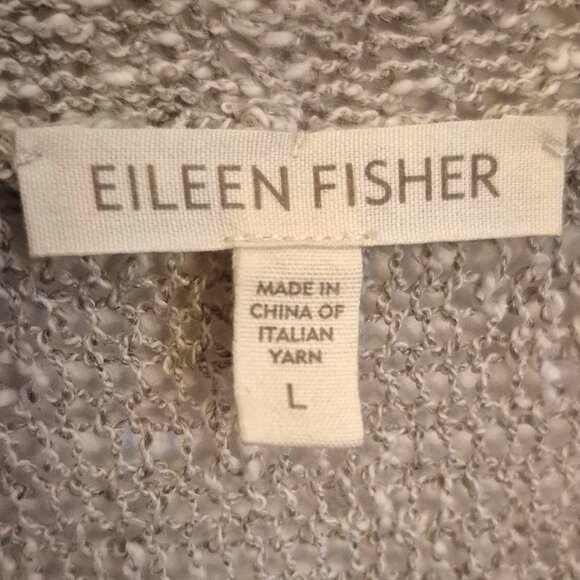 EILEEN FISHER
MADE IN
CHINA OF
ITALIAN
YARN
L